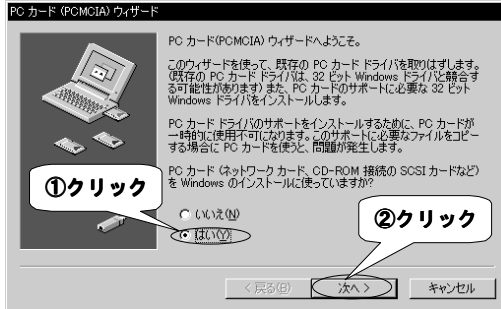 PC カード (PCMCIA) ウィザード
PC カード(PCMCIA) ウィザードへようこそ。
このウィザードを使って、既存の PC カード ドライバを取りはずします。
(既存の PC カード ドライバは、32 ビット Windows ドライバと競合す
る可能性があります) また、PC カードのサポートに必要な 32 ビット
Windows ドライバをインストールします。
PC カード ドライバのサポートをインストールするために、PC カードが
一時的に使用不可になります。このサポートに必要なファイルをコピー
する場合に PC カードを使うと、問題が発生します。
PC カード (ネットワーク カード、CD-ROM 接続の SCSI カードなど)
を Windows のインストールに使っていますか?
①クリック
いいえ(N)
はい(Y)
②クリック
< 戻る(B)
次へ >
キャンセル